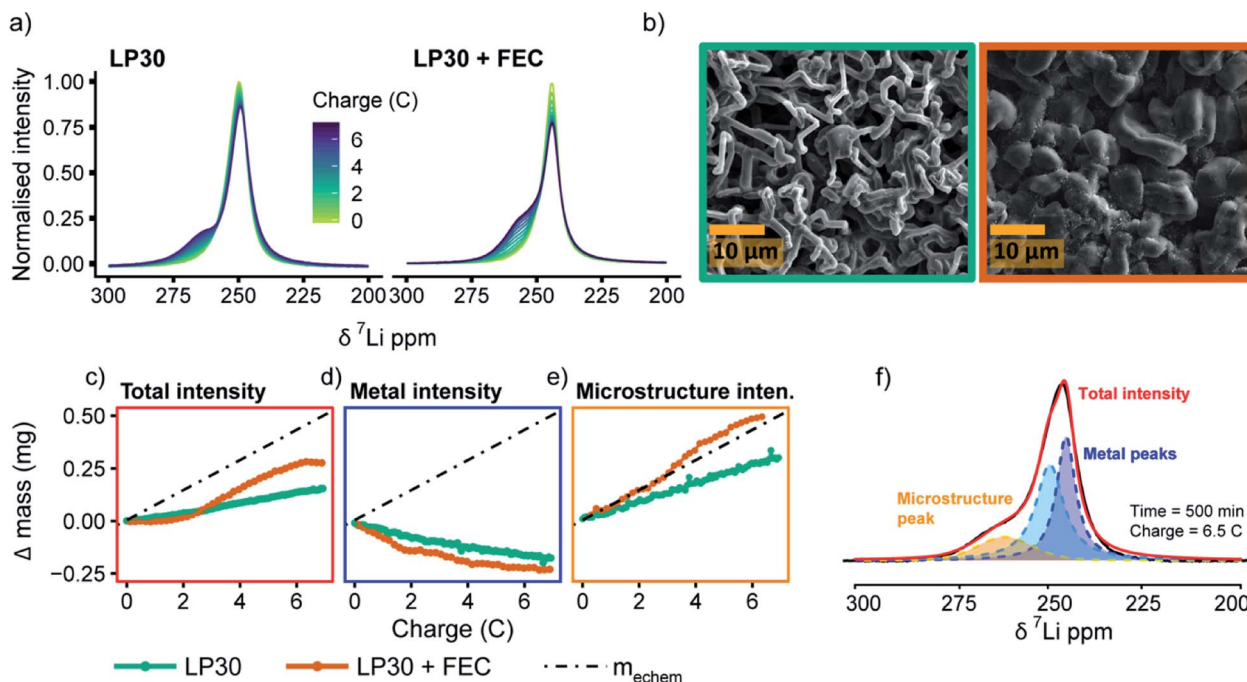 a)
LP30
LP30 + FEC
Normalised intensity
1.00
0.75
0.50
0.25
0.00
Charge (C)
6
4
2
0
300 275 250 225 200
300 275 250 225 200
δ ⁷Li ppm
b)
10 µm
10 µm
c) Total intensity
d) Metal intensity
e) Microstructure inten.
Δ mass (mg)
0.50
0.25
0.00
−0.25
0 2 4 6
0 2 4 6
0 2 4 6
Charge (C)
LP30
LP30 + FEC
m_echem
f)
Total intensity
Metal peaks
Microstructure
peak
Time = 500 min
Charge = 6.5 C
300 275 250 225 200
δ ⁷Li ppm